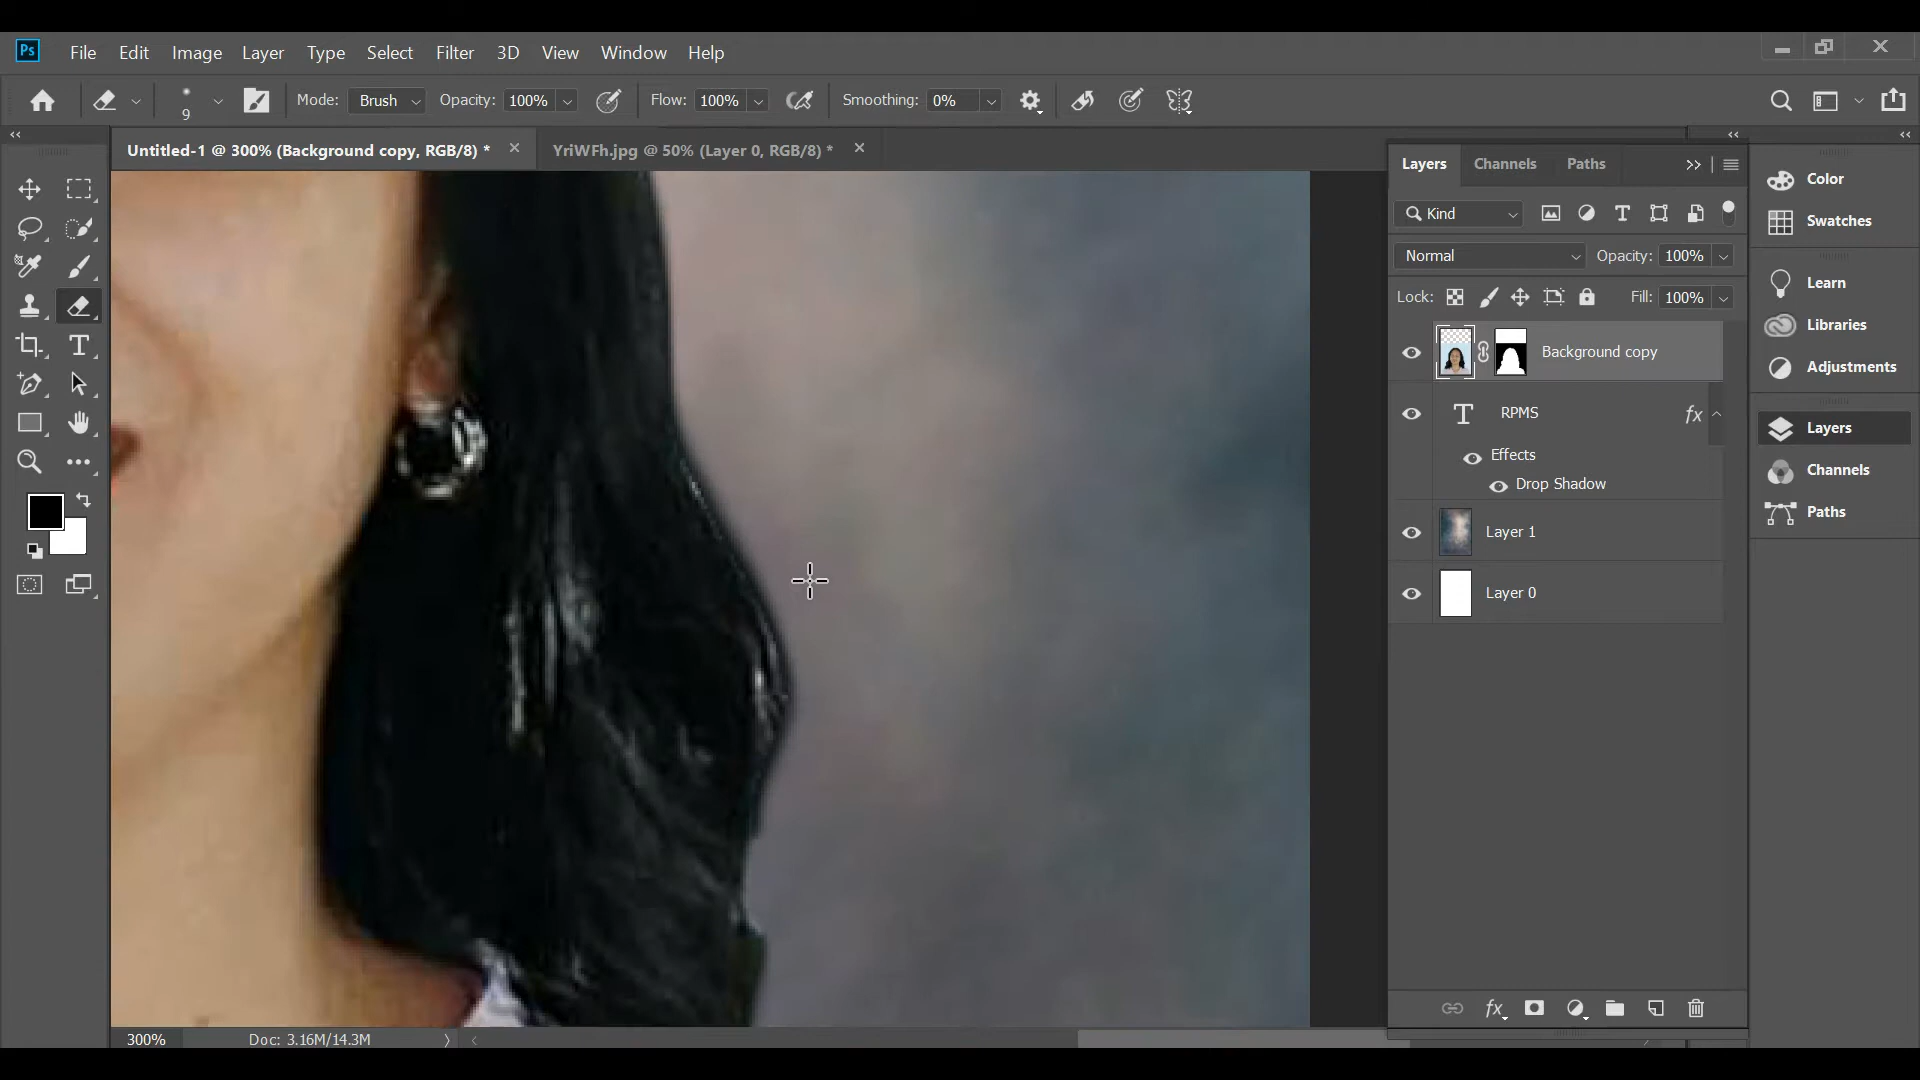 Ps File Edit Image Layer Type Select Filter 3D View Window Help
9 Mode: Brush Opacity: 100% Flow: 100% Smoothing: 0%
Untitled-1 @ 300% (Background copy, RGB/8) * YriWFh.jpg @ 50% (Layer 0, RGB/8) *
Layers Channels Paths
Kind
Normal Opacity: 100%
Lock: Fill: 100%
Background copy
T RPMS fx
Effects
Drop Shadow
Layer 1
Layer 0
fx
Color
Swatches
Learn
Libraries
Adjustments
Layers
Channels
Paths
300% Doc: 3.16M/14.3M